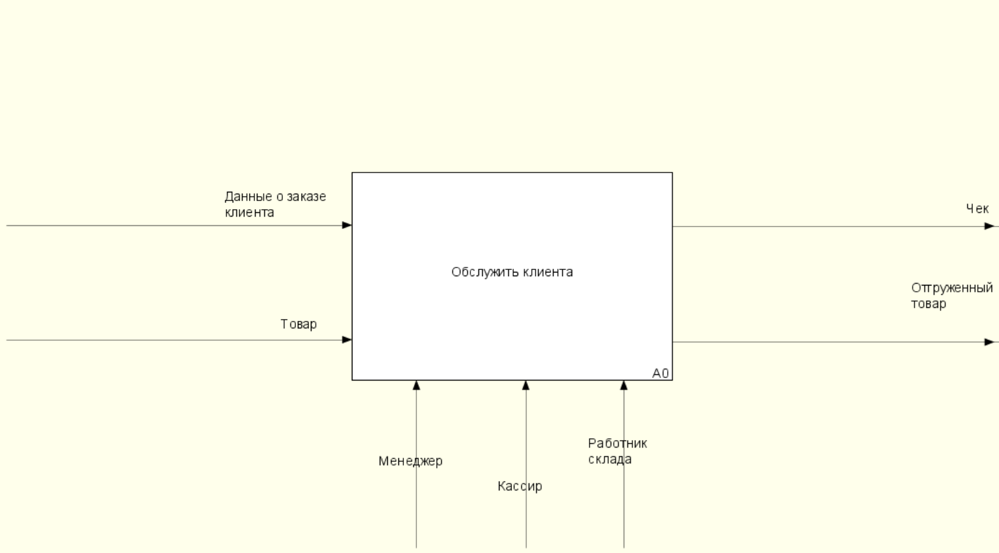 Данные о заказе
клиента
Чек
Обслужить клиента
Отгруженный
товар
Товар
A0
Работник
склада
Менеджер
Кассир